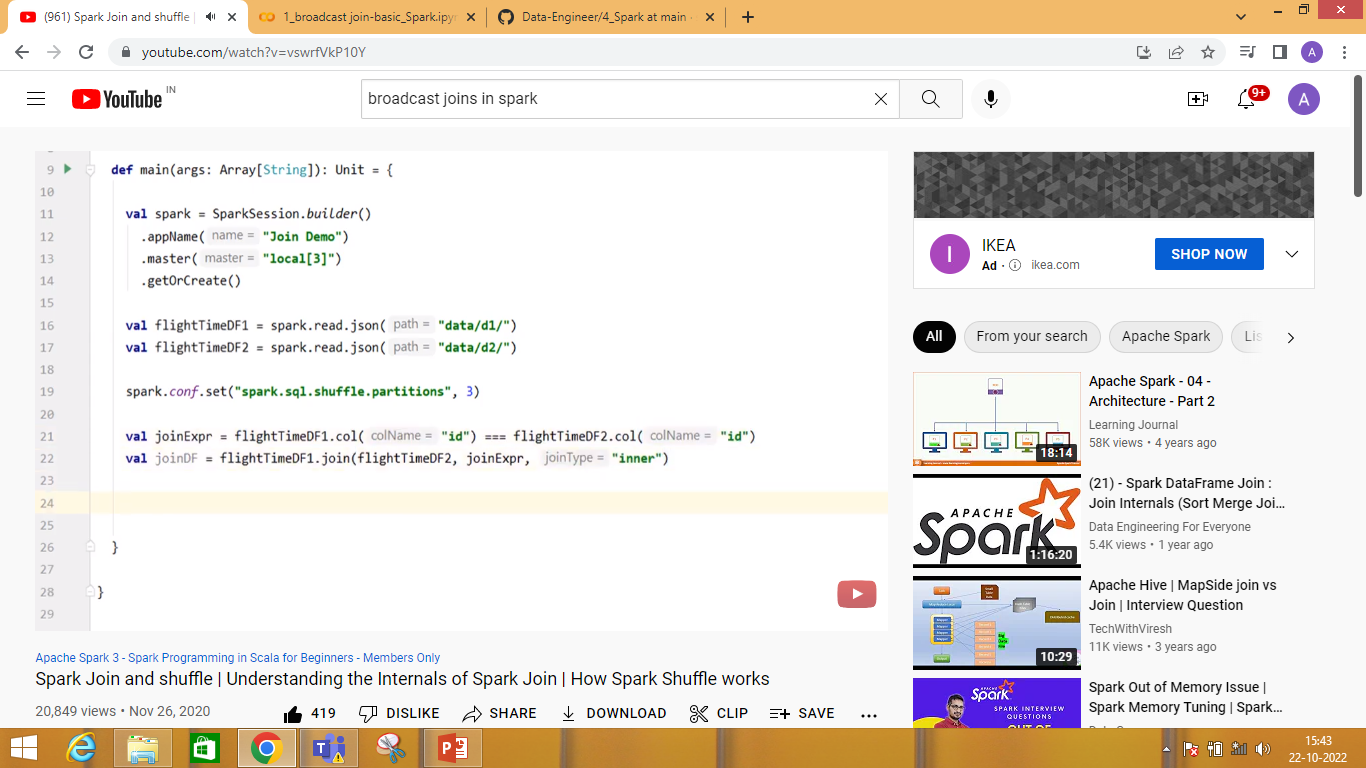 (961) Spark Join and shuffle |
1_broadcast join-basic_Spark.ipyn
Data-Engineer/4_Spark at main ·
youtube.com/watch?v=vswrfVkP10Y
A
YouTube IN
broadcast joins in spark
9+
A
9 def main(args: Array[String]): Unit = {
10
11 val spark = SparkSession.builder()
12 .appName( name = "Join Demo")
13 .master( master = "local[3]")
14 .getOrCreate()
15
16 val flightTimeDF1 = spark.read.json( path = "data/d1/")
17 val flightTimeDF2 = spark.read.json( path = "data/d2/")
18
19 spark.conf.set("spark.sql.shuffle.partitions", 3)
20
21 val joinExpr = flightTimeDF1.col( colName = "id") === flightTimeDF2.col( colName = "id")
22 val joinDF = flightTimeDF1.join(flightTimeDF2, joinExpr, joinType = "inner")
23
24
25
26 }
27
28 }
29
Apache Spark 3 - Spark Programming in Scala for Beginners - Members Only
Spark Join and shuffle | Understanding the Internals of Spark Join | How Spark Shuffle works
20,849 views • Nov 26, 2020
419 DISLIKE SHARE DOWNLOAD CLIP SAVE ...
I
IKEA
Ad · ikea.com
SHOP NOW
All From your search Apache Spark Lis
18:14
Apache Spark - 04 -
Architecture - Part 2
Learning Journal
58K views • 4 years ago
APACHE
Spark
1:16:20
(21) - Spark DataFrame Join :
Join Internals (Sort Merge Joi...
Data Engineering For Everyone
5.4K views • 1 year ago
10:29
Apache Hive | MapSide join vs
Join | Interview Question
TechWithViresh
11K views • 3 years ago
APACHE
Spark
SPARK INTERVIEW
QUESTIONS
OUT OF
Spark Out of Memory Issue |
Spark Memory Tuning | Spark...
15:43
22-10-2022